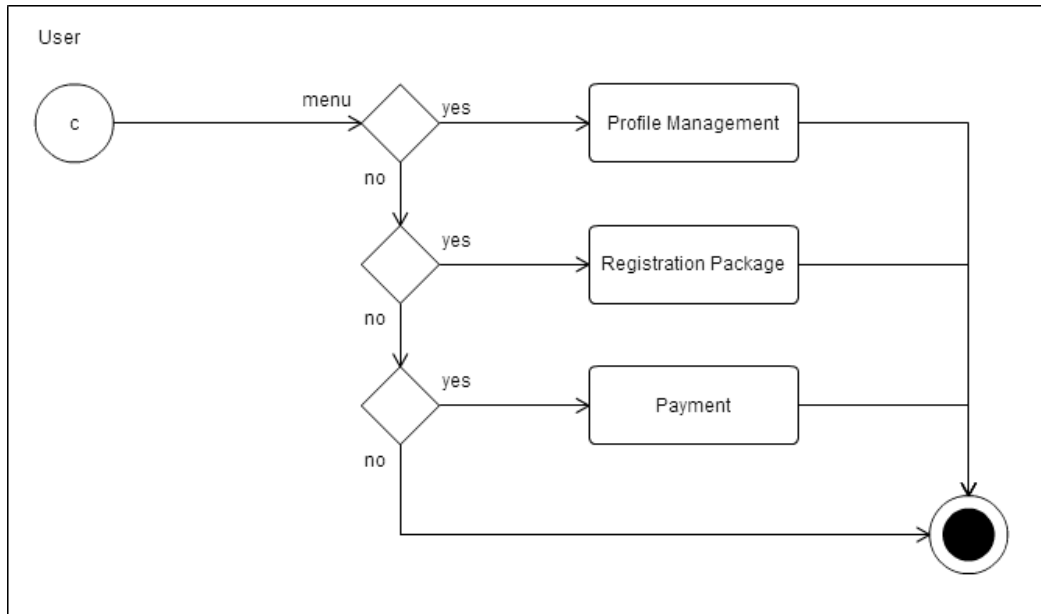 User
c
menu
yes
Profile Management
no
yes
Registration Package
no
yes
Payment
no